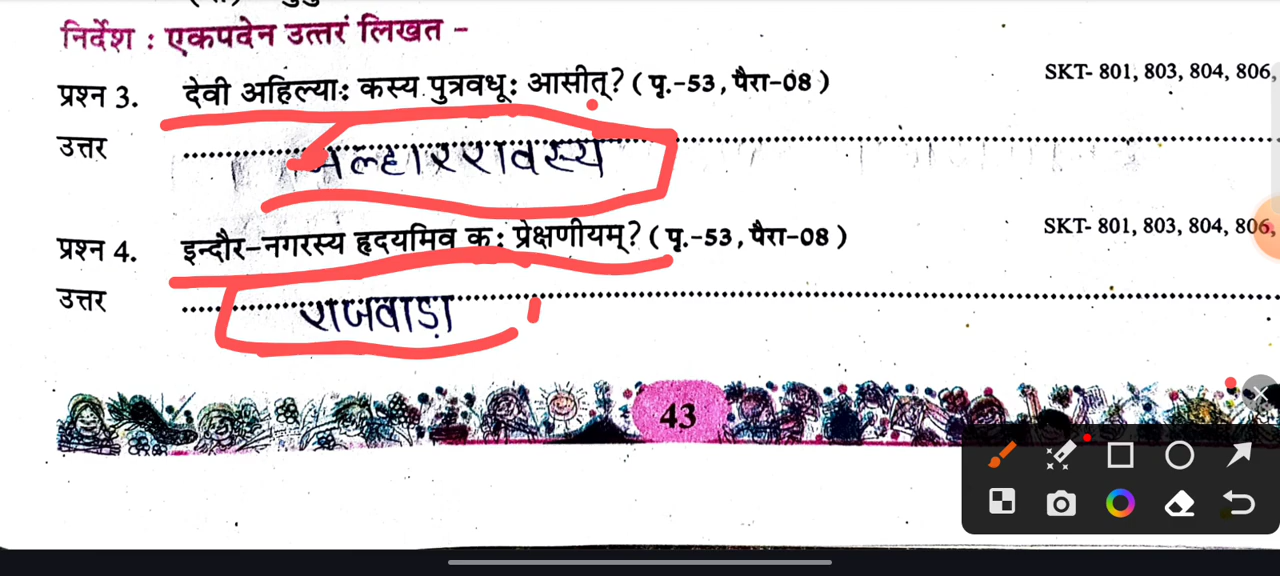 निर्देश : एकपदेन उत्तरं लिखत –
प्रश्न 3. देवी अहिल्याः कस्य पुत्रवधूः आसीत्? ( पृ.-53, पैरा-08 ) SKT- 801, 803, 804, 806,
उत्तर मल्हाररावस्य
प्रश्न 4. इन्दौर-नगरस्य हृदयमिव कः प्रेक्षणीयम्? ( पृ.-53, पैरा-08 ) SKT- 801, 803, 804, 806,
उत्तर राजवाड़ा
43